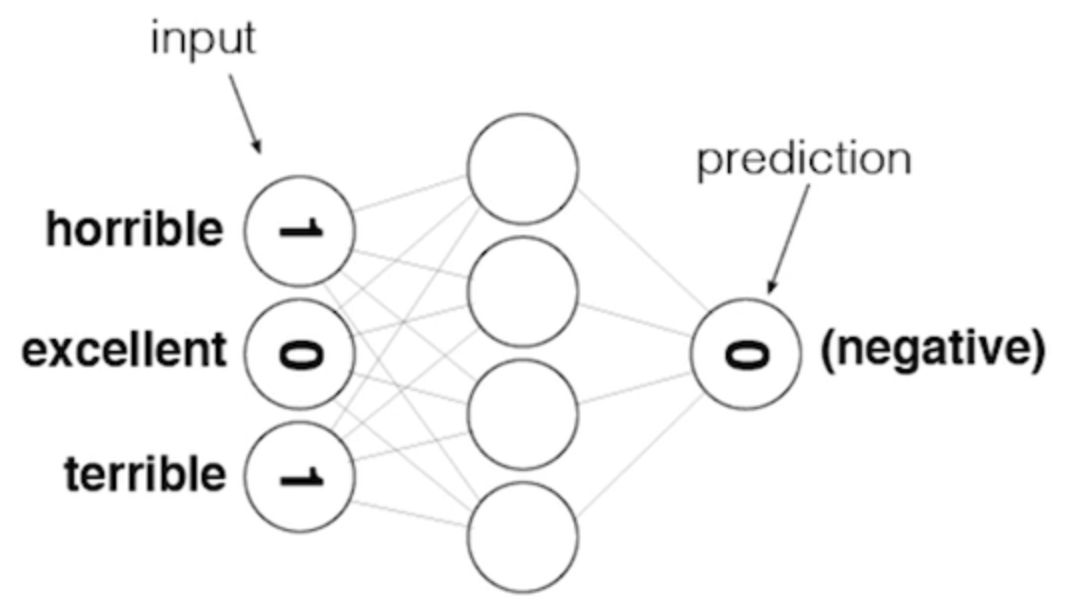 input
prediction
horrible 1
excellent 0
terrible 1
0 (negative)